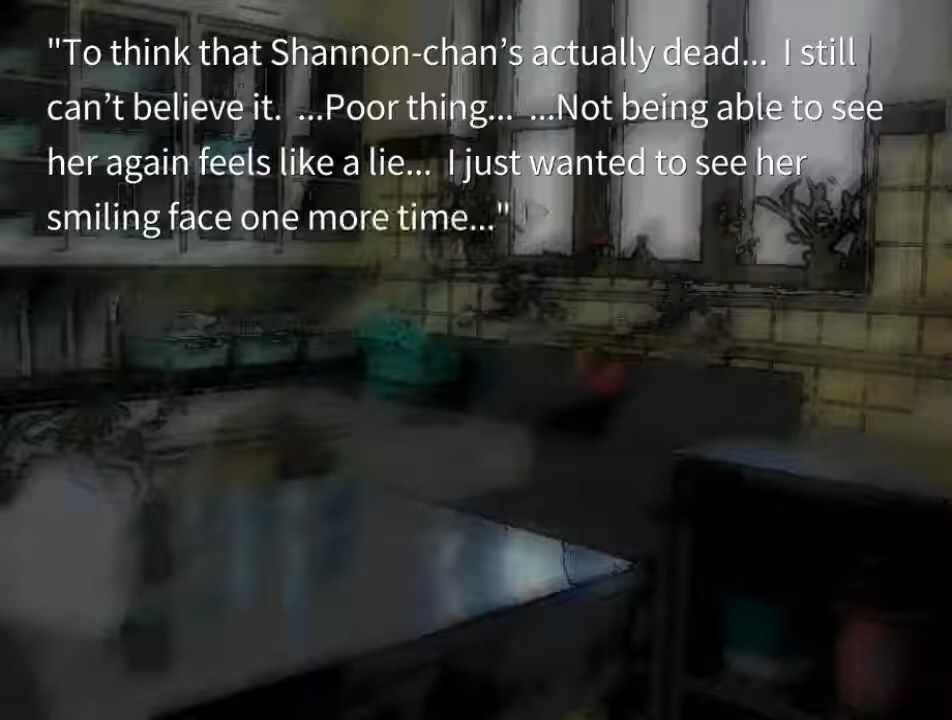 "To think that Shannon-chan’s actually dead...  I still
can’t believe it.  ...Poor thing...  ...Not being able to see
her again feels like a lie...  I just wanted to see her
smiling face one more time..."